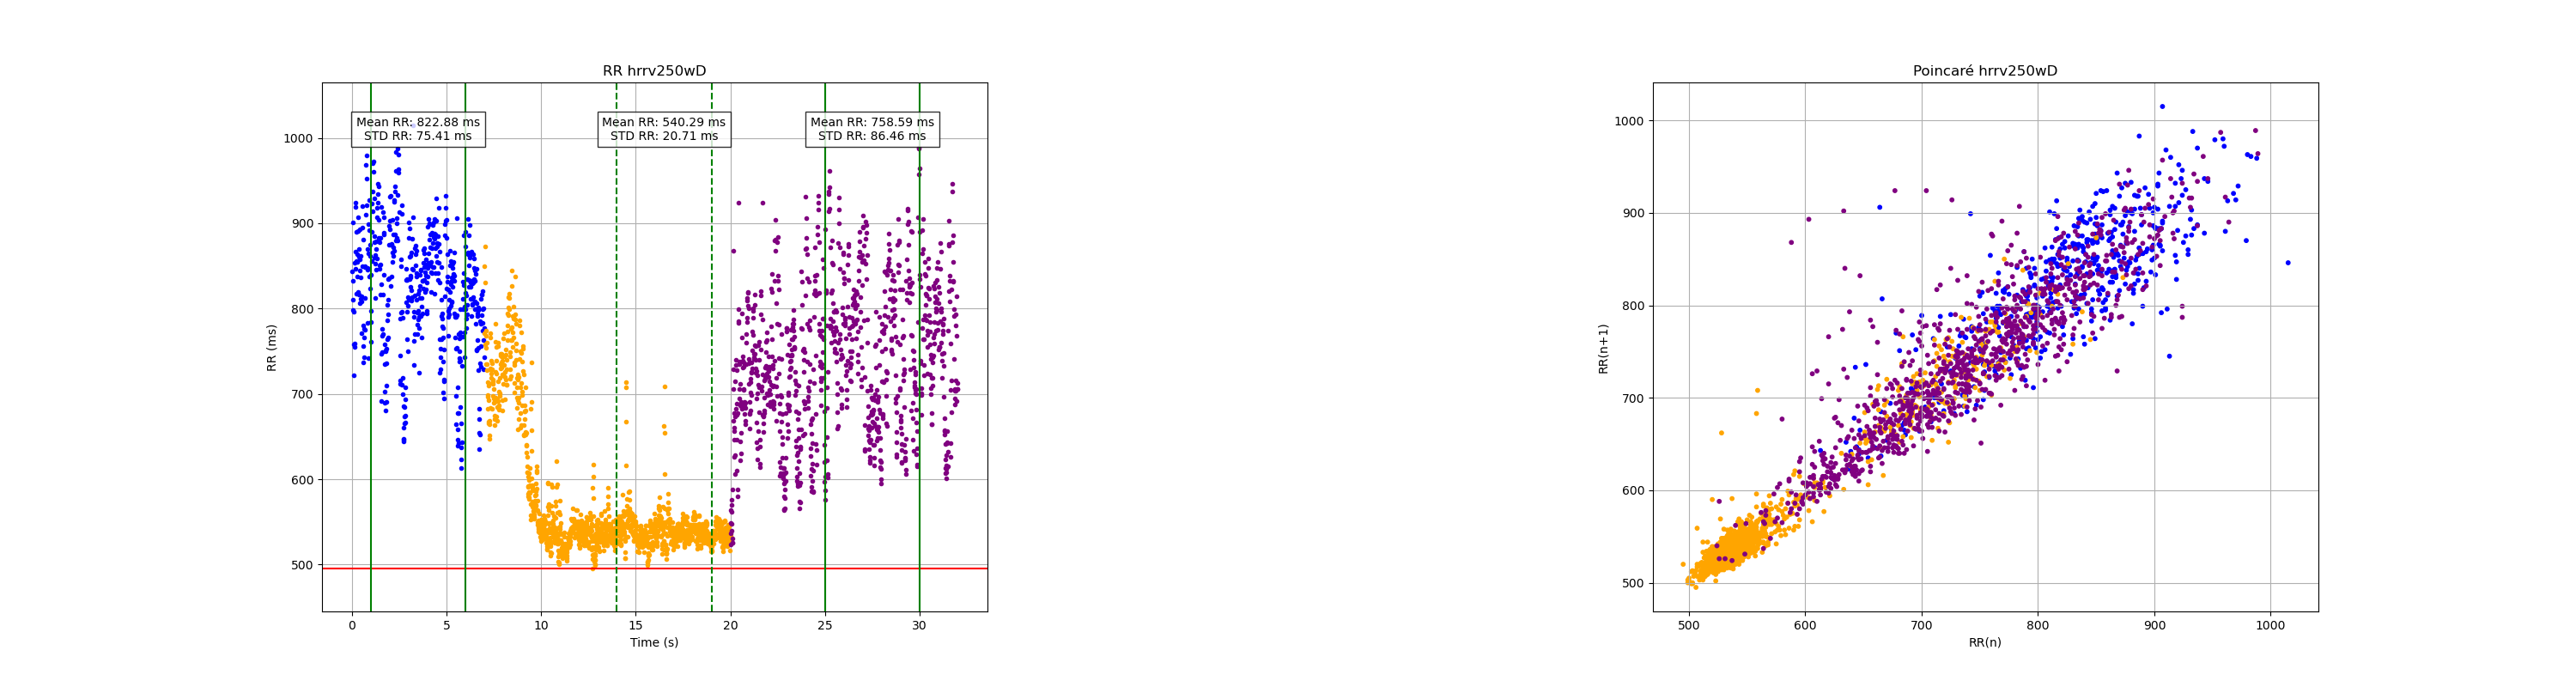 RR hrrv250wD
Mean RR: 822.88 ms
STD RR: 75.41 ms
Mean RR: 540.29 ms
STD RR: 20.71 ms
Mean RR: 758.59 ms
STD RR: 86.46 ms
RR (ms)
1000
900
800
700
600
500
0 5 10 15 20 25 30
Time (s)
Poincaré hrrv250wD
RR(n+1)
1000
900
800
700
600
500
500 600 700 800 900 1000
RR(n)